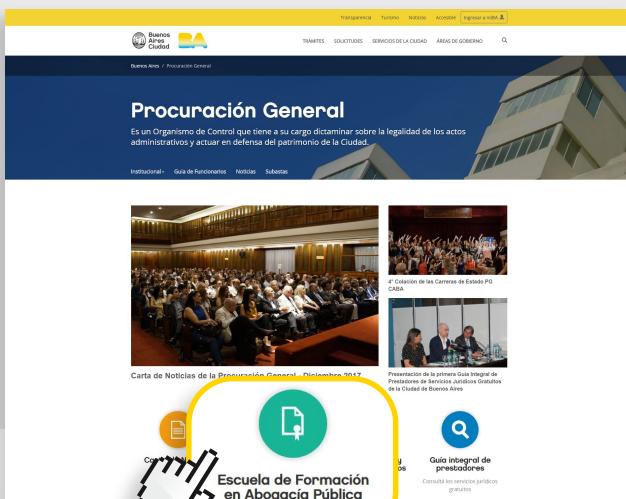 Transparencia Turismo Noticias Accesible Ingresar a miBA
Buenos
Aires
Ciudad
BA
TRÁMITES SOLICITUDES SERVICIOS DE LA CIUDAD ÁREAS DE GOBIERNO
Buenos Aires / Procuración General
Procuración General
Es un Organismo de Control que tiene a su cargo dictaminar sobre la legalidad de los actos
administrativos y actuar en defensa del patrimonio de la Ciudad.
Institucional Guía de Funcionarios Noticias Subastas
4° Colación de las Carreras de Estado PG
CABA
Carta de Noticias de la Procuración General - Diciembre 2017
Presentación de la primera Guía Integral de
Prestadores de Servicios Jurídicos Gratuitos
de la Ciudad de Buenos Aires
Escuela de Formación
en Abogacía Pública
Guía integral de
prestadores
Consultá los servicios jurídicos
gratuitos